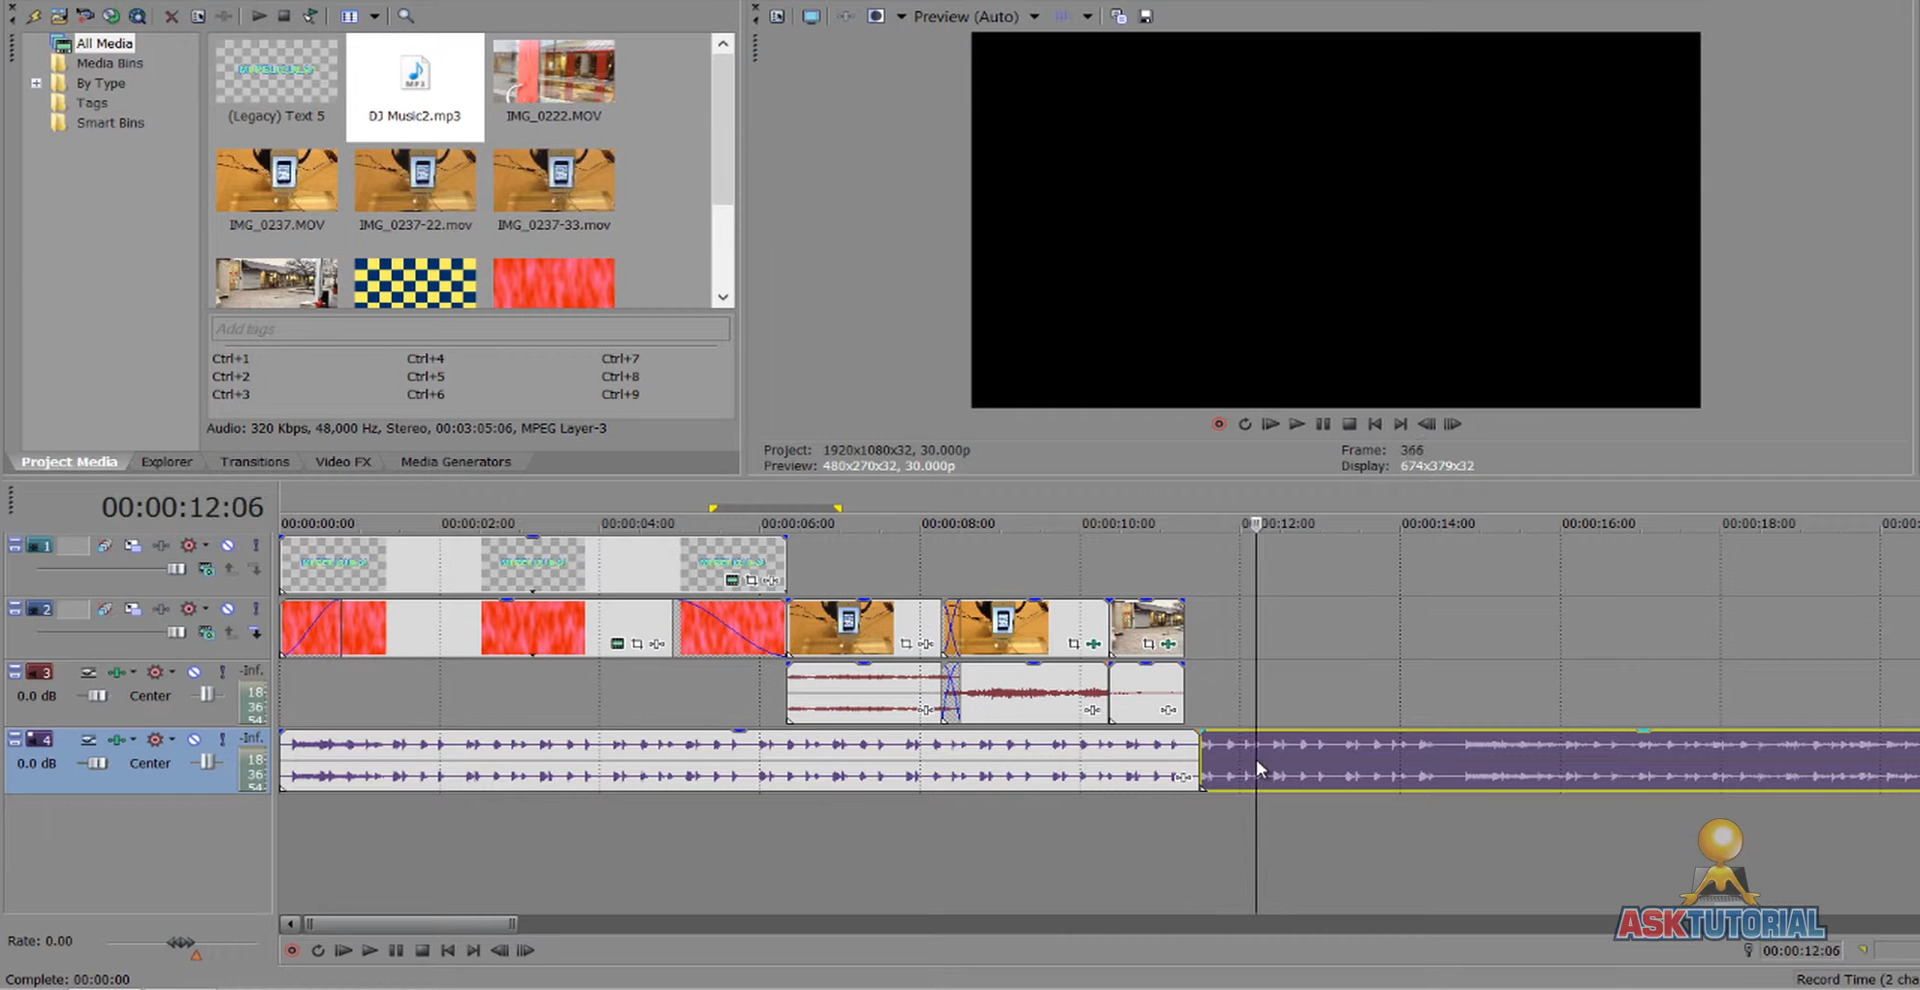 Preview (Auto)
All Media
Media Bins
By Type
Tags
Smart Bins
MP3
(Legacy) Text 5
DJ Music2.mp3
IMG_0222.MOV
IMG_0237.MOV
IMG_0237-22.mov
IMG_0237-33.mov
Add tags
Ctrl+1 Ctrl+4 Ctrl+7
Ctrl+2 Ctrl+5 Ctrl+8
Ctrl+3 Ctrl+6 Ctrl+9
Audio: 320 Kbps, 48,000 Hz, Stereo, 00:03:05:06, MPEG Layer-3
Project Media Explorer Transitions Video FX Media Generators
Project: 1920x1080x32, 30.000p
Preview: 480x270x32, 30.000p
Frame: 366
Display: 674x379x32
00:00:12:06
00:00:00:00 00:00:02:00 00:00:04:00 00:00:06:00 00:00:08:00 00:00:10:00 00:00:12:00 00:00:14:00 00:00:16:00 00:00:18:00 00:00:
1
2
3 -Inf.
0.0 dB Center
18-
36-
54-
4 -Inf.
0.0 dB Center
18-
36-
54-
ASKTUTORIAL
Rate: 0.00
00:00:12:06
Complete: 00:00:00
Record Time (2 cha